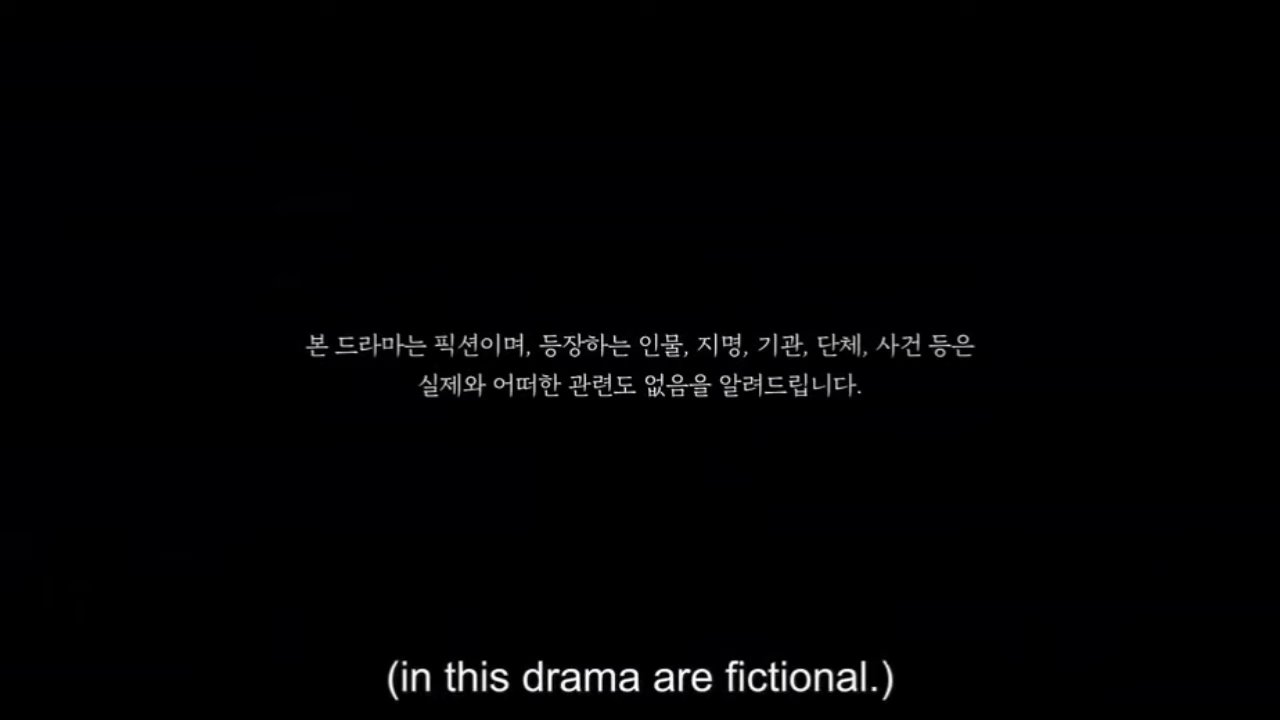 본 드라마는 픽션이며, 등장하는 인물, 지명, 기관, 단체, 사건 등은
실제와 어떠한 관련도 없음을 알려드립니다.
(in this drama are fictional.)